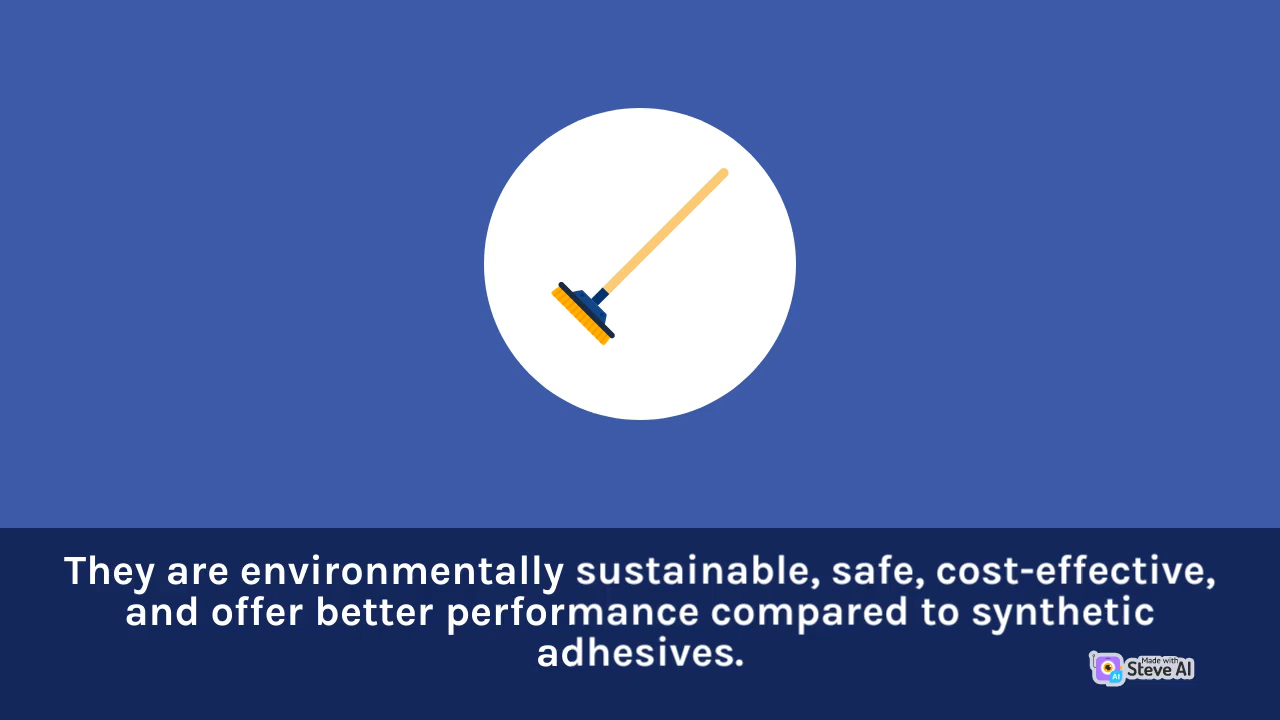 They are environmentally sustainable, safe, cost-effective,
and offer better performance compared to synthetic
adhesives.
Made with
Steve AI
AI